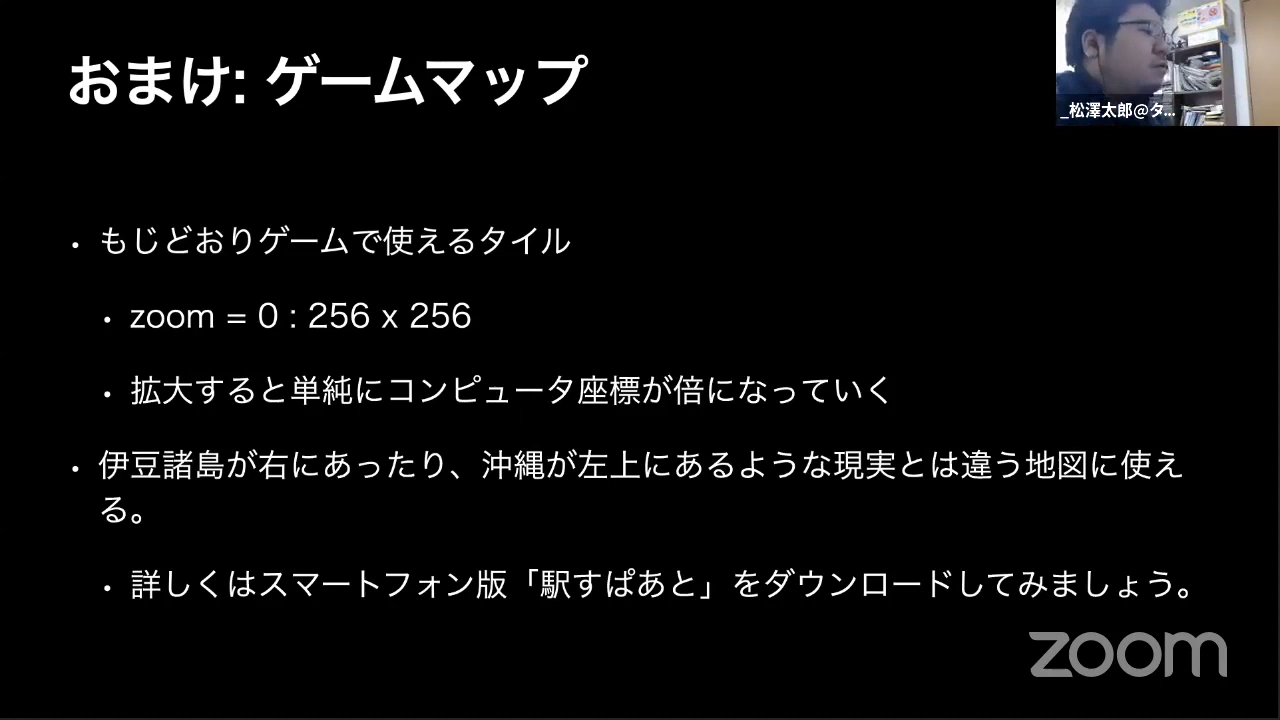 おまけ: ゲームマップ
_松澤太郎@タ...
• もじどおりゲームで使えるタイル
• zoom = 0 : 256 x 256
• 拡大すると単純にコンピュータ座標が倍になっていく
• 伊豆諸島が右にあったり、沖縄が左上にあるような現実とは違う地図に使え
る。
• 詳しくはスマートフォン版「駅すぱあと」をダウンロードしてみましょう。
zoom